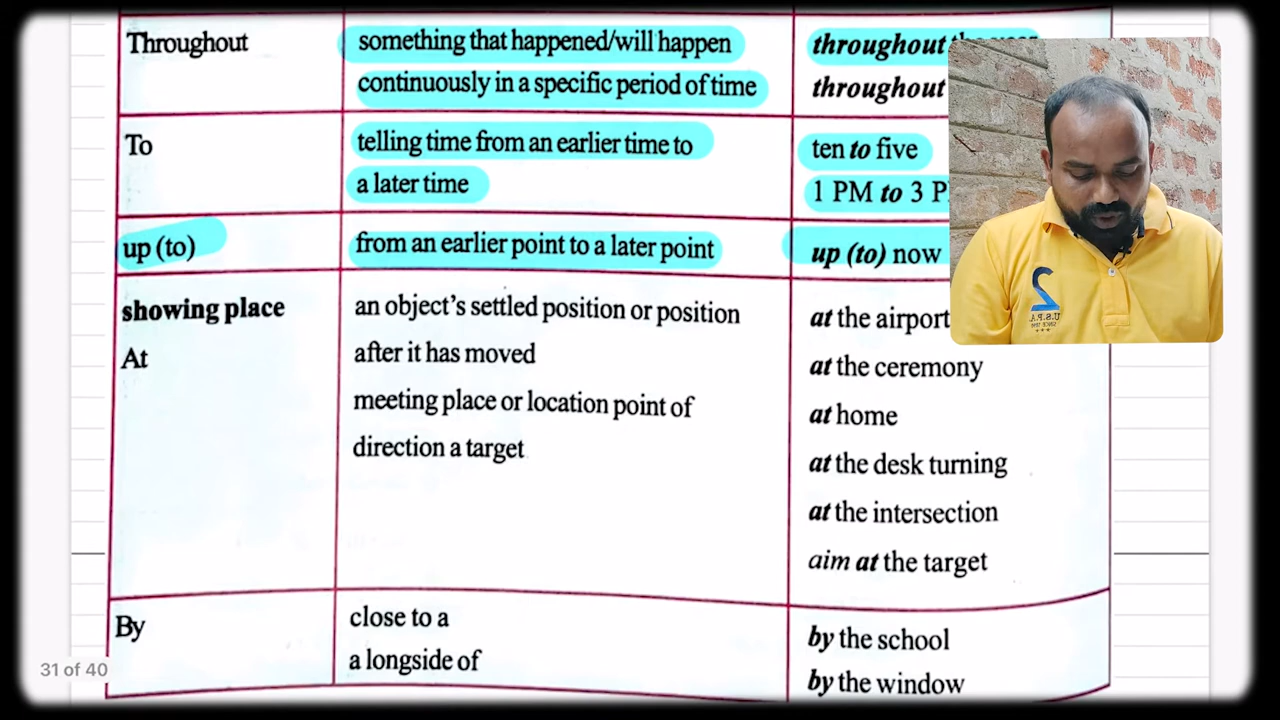 Throughout
something that happened/will happen
continuously in a specific period of time
throughout
throughout
To
telling time from an earlier time to
a later time
ten to five
1 PM to 3 P
up (to)
from an earlier point to a later point
up (to) now
showing place
At
an object's settled position or position
after it has moved
meeting place or location point of
direction a target
at the airport
at the ceremony
at home
at the desk turning
at the intersection
aim at the target
By
close to a
a longside of
by the school
by the window
31 of 40
2
U.S.P.A.
SINCE 1890